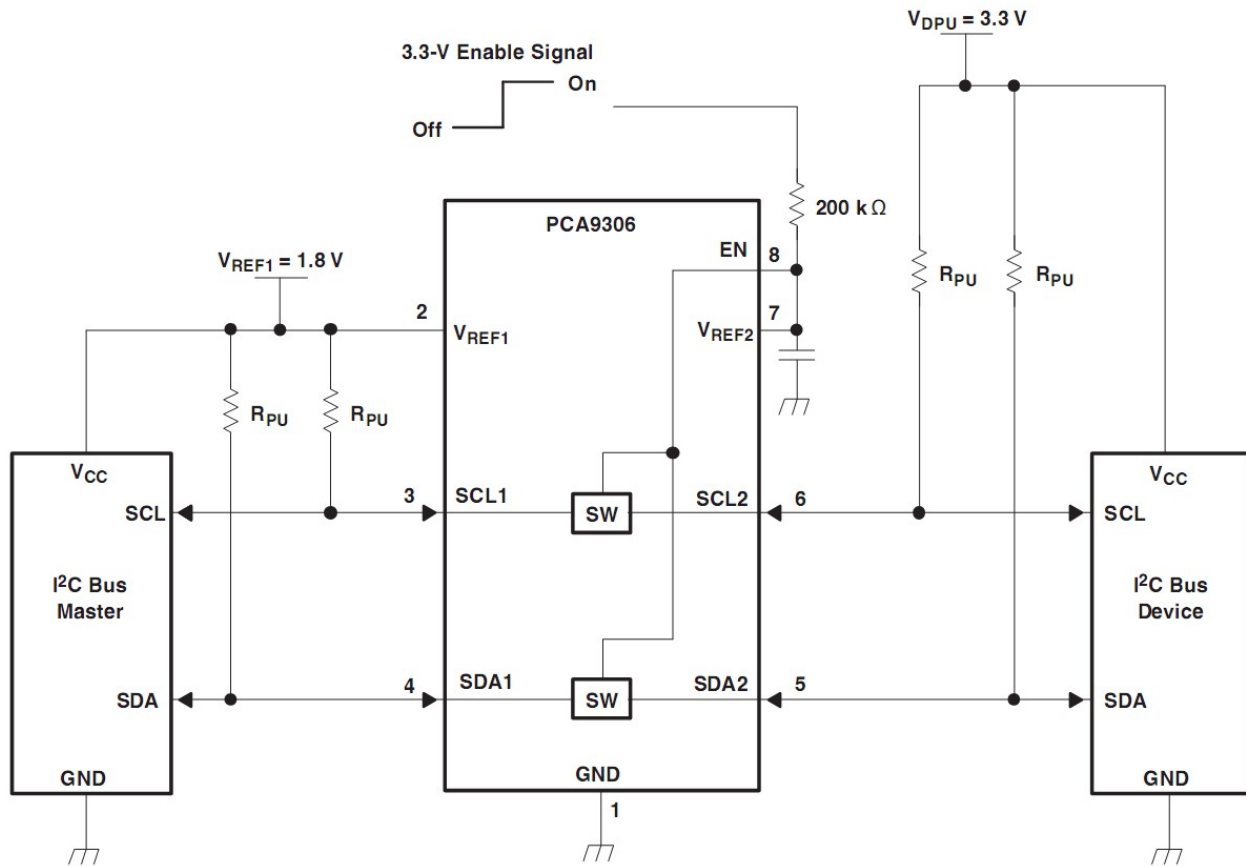 V_DPU = 3.3 V
3.3-V Enable Signal
On
Off
200 k Ω
PCA9306
EN
8
V_REF1 = 1.8 V
R_PU
R_PU
2
7
V_REF1
V_REF2
R_PU
R_PU
V_CC
V_CC
SCL
3
SCL1
SW
SCL2
6
SCL
I²C Bus
Master
I²C Bus
Device
SDA
4
SDA1
SW
SDA2
5
SDA
GND
GND
GND
1